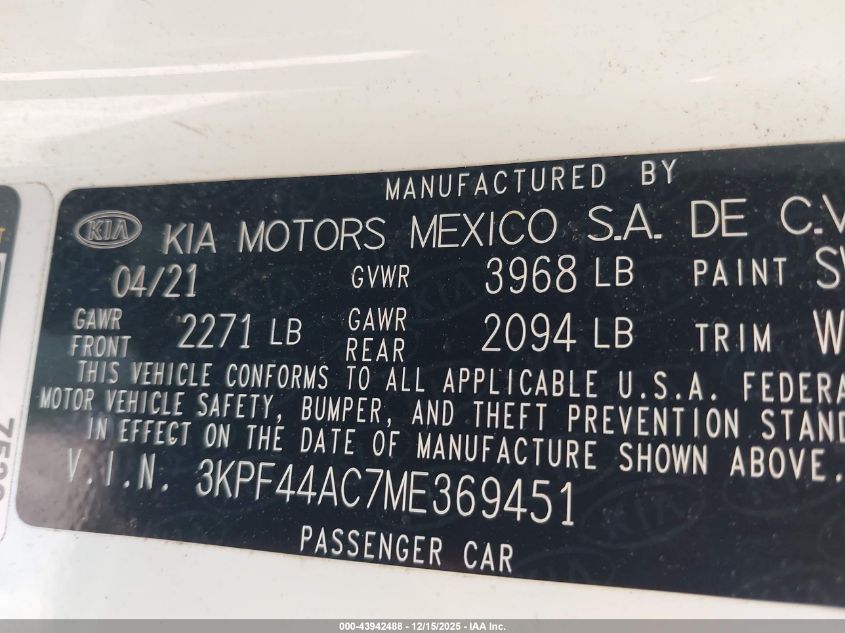 MANUFACTURED BY
KIA KIA MOTORS MEXICO S.A. DE C.V
04/21 GVWR 3968 LB PAINT
GAWR FRONT 2271 LB GAWR REAR 2094 LB TRIM W
THIS VEHICLE CONFORMS TO ALL APPLICABLE U.S.A. FEDERA
MOTOR VEHICLE SAFETY, BUMPER, AND THEFT PREVENTION STAND
IN EFFECT ON THE DATE OF MANUFACTURE SHOWN ABOVE.
V.I.N. 3KPF44AC7ME369451
PASSENGER CAR
000-43942488 - 12/15/2025 - IAA Inc.